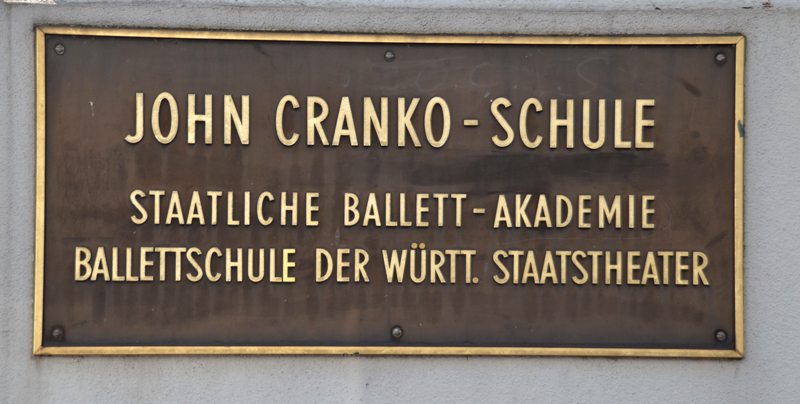 JOHN CRANKO - SCHULE
STAATLICHE BALLETT - AKADEMIE
BALLETTSCHULE DER WÜRTT. STAATSTHEATER